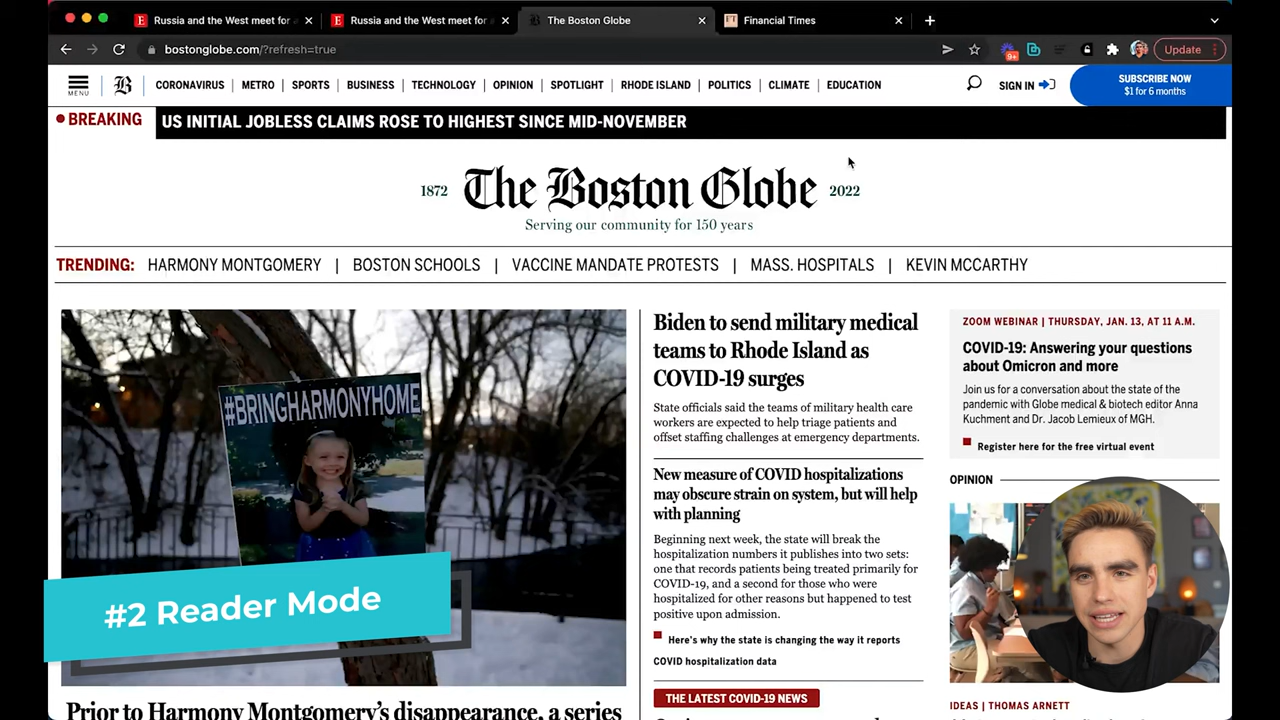 Russia and the West meet for a
Russia and the West meet for a
The Boston Globe
Financial Times
bostonglobe.com/?refresh=true
9+
Update
MENU
B
CORONAVIRUS
METRO
SPORTS
BUSINESS
TECHNOLOGY
OPINION
SPOTLIGHT
RHODE ISLAND
POLITICS
CLIMATE
EDUCATION
SIGN IN
SUBSCRIBE NOW
$1 for 6 months
BREAKING
US INITIAL JOBLESS CLAIMS ROSE TO HIGHEST SINCE MID-NOVEMBER
1872
The Boston Globe
2022
Serving our community for 150 years
TRENDING: HARMONY MONTGOMERY | BOSTON SCHOOLS | VACCINE MANDATE PROTESTS | MASS. HOSPITALS | KEVIN MCCARTHY
#BRINGHARMONYHOME
#2 Reader Mode
Prior to Harmony Montgomery's disappearance, a series
Biden to send military medical
teams to Rhode Island as
COVID-19 surges
State officials said the teams of military health care
workers are expected to help triage patients and
offset staffing challenges at emergency departments.
New measure of COVID hospitalizations
may obscure strain on system, but will help
with planning
Beginning next week, the state will break the
hospitalization numbers it publishes into two sets:
one that records patients being treated primarily for
COVID-19, and a second for those who were
hospitalized for other reasons but happened to test
positive upon admission.
Here's why the state is changing the way it reports
COVID hospitalization data
THE LATEST COVID-19 NEWS
ZOOM WEBINAR | THURSDAY, JAN. 13, AT 11 A.M.
COVID-19: Answering your questions
about Omicron and more
Join us for a conversation about the state of the
pandemic with Globe medical & biotech editor Anna
Kuchment and Dr. Jacob Lemieux of MGH.
Register here for the free virtual event
OPINION
IDEAS | THOMAS ARNETT